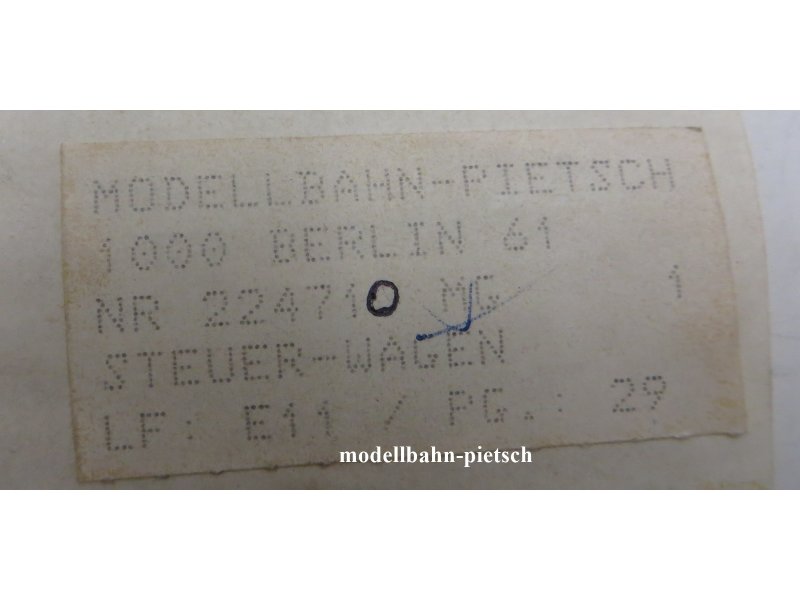 MODELLBAHN-PIETSCH
1000 BERLIN 61
NR 224710 MG 1
STEUER-WAGEN
LF: E11 / PG.: 29
modellbahn-pietsch